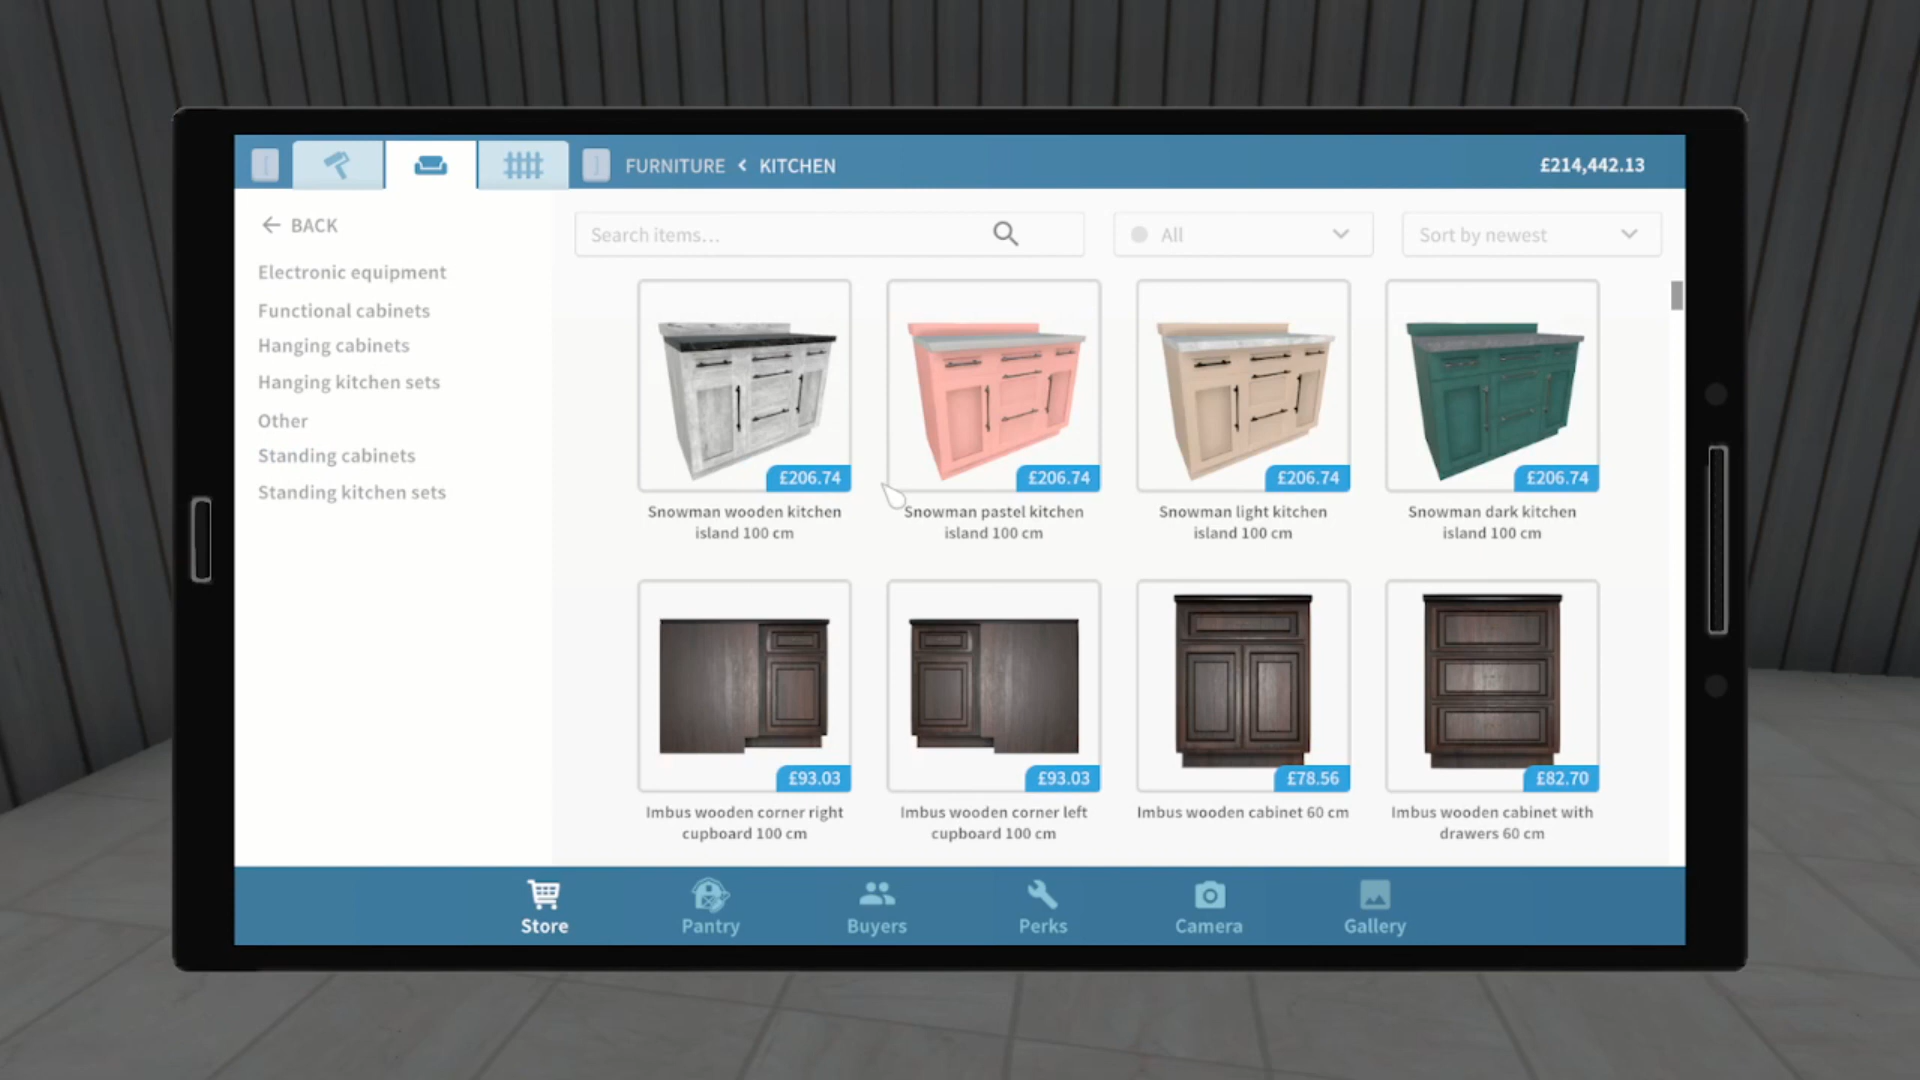 FURNITURE < KITCHEN
£214,442.13
BACK
Electronic equipment
Functional cabinets
Hanging cabinets
Hanging kitchen sets
Other
Standing cabinets
Standing kitchen sets
Search items...
All
Sort by newest
£206.74
£206.74
£206.74
£206.74
Snowman wooden kitchen
island 100 cm
Snowman pastel kitchen
island 100 cm
Snowman light kitchen
island 100 cm
Snowman dark kitchen
island 100 cm
£93.03
£93.03
£78.56
£82.70
Imbus wooden corner right
cupboard 100 cm
Imbus wooden corner left
cupboard 100 cm
Imbus wooden cabinet 60 cm
Imbus wooden cabinet with
drawers 60 cm
Store
Pantry
Buyers
Perks
Camera
Gallery